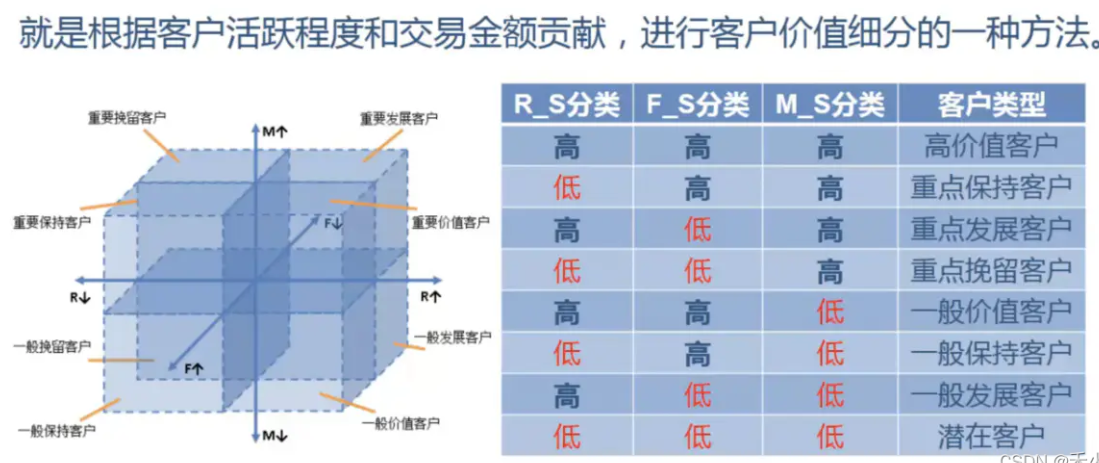 就是根据客户活跃程度和交易金额贡献，进行客户价值细分的一种方法。
重要挽留客户
M↑
重要发展客户
重要保持客户
F↓
重要价值客户
R↓
R↑
一般挽留客户
F↑
一般发展客户
一般保持客户
M↓
一般价值客户
R_S分类 F_S分类 M_S分类 客户类型
高 高 高 高价值客户
低 高 高 重点保持客户
高 低 高 重点发展客户
低 低 高 重点挽留客户
高 高 低 一般价值客户
低 高 低 一般保持客户
高 低 低 一般发展客户
低 低 低 潜在客户